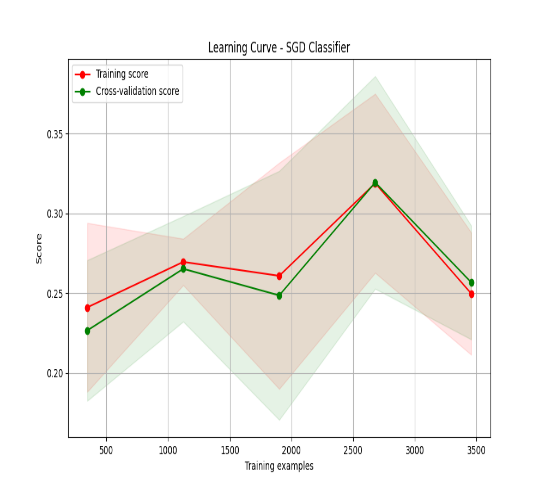 Learning Curve - SGD Classifier
Training score
Cross-validation score
Score
0.35
0.30
0.25
0.20
500 1000 1500 2000 2500 3000 3500
Training examples